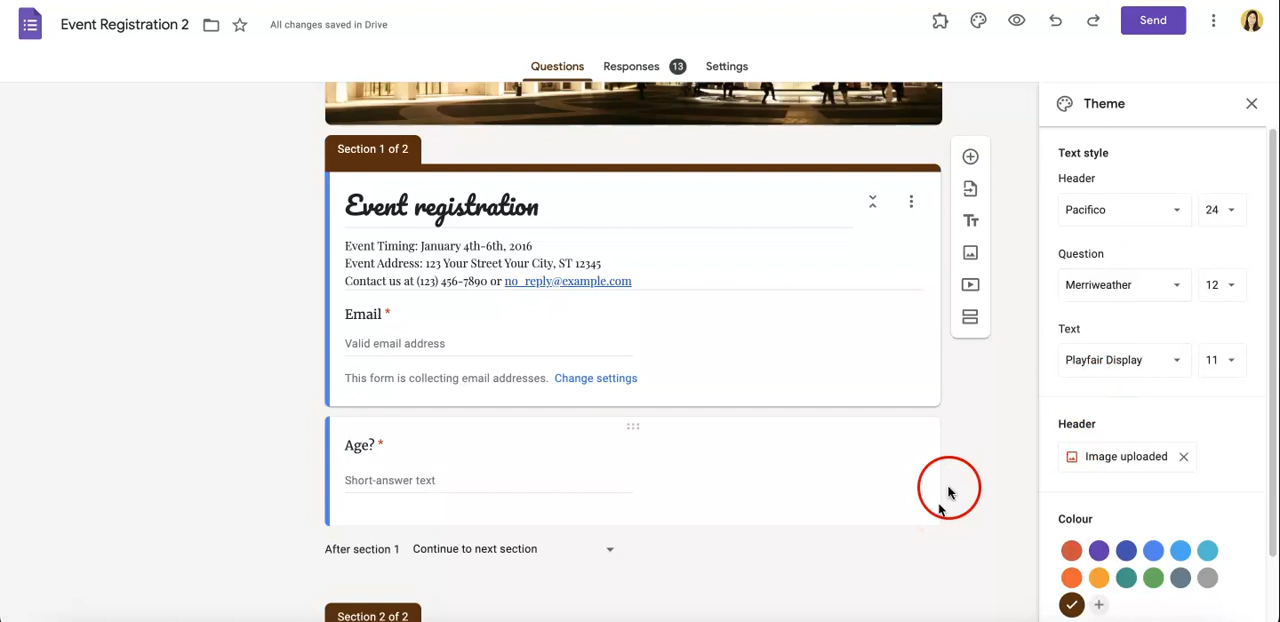 Event Registration 2
All changes saved in Drive
Send
Questions
Responses 13
Settings
Section 1 of 2
Event registration
Event Timing: January 4th-6th, 2016
Event Address: 123 Your Street Your City, ST 12345
Contact us at (123) 456-7890 or no_reply@example.com
Email *
Valid email address
This form is collecting email addresses. Change settings
Age? *
Short-answer text
After section 1 Continue to next section
Section 2 of 2
Tт
Theme
Text style
Header
Pacifico 24
Question
Merriweather 12
Text
Playfair Display 11
Header
Image uploaded
Colour